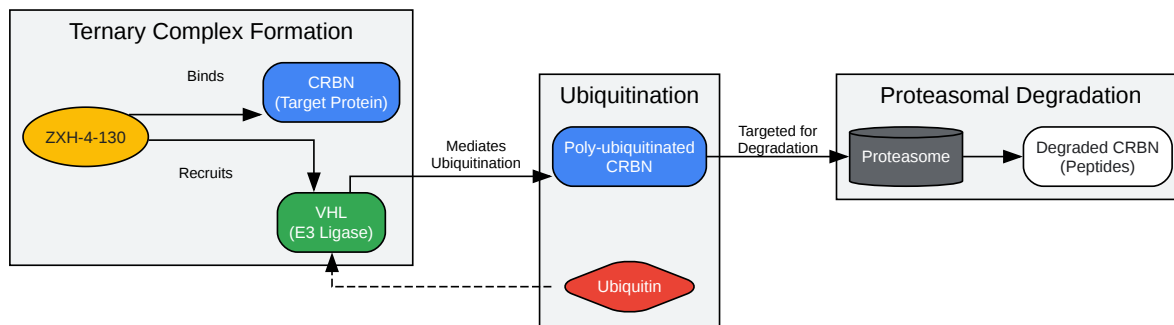 Ternary Complex Formation
Binds
CRBN
(Target Protein)
ZXH-4-130
Recruits
VHL
(E3 Ligase)
Mediates
Ubiquitination
Ubiquitination
Poly-ubiquitinated
CRBN
Ubiquitin
Targeted for
Degradation
Proteasomal Degradation
Proteasome
Degraded CRBN
(Peptides)